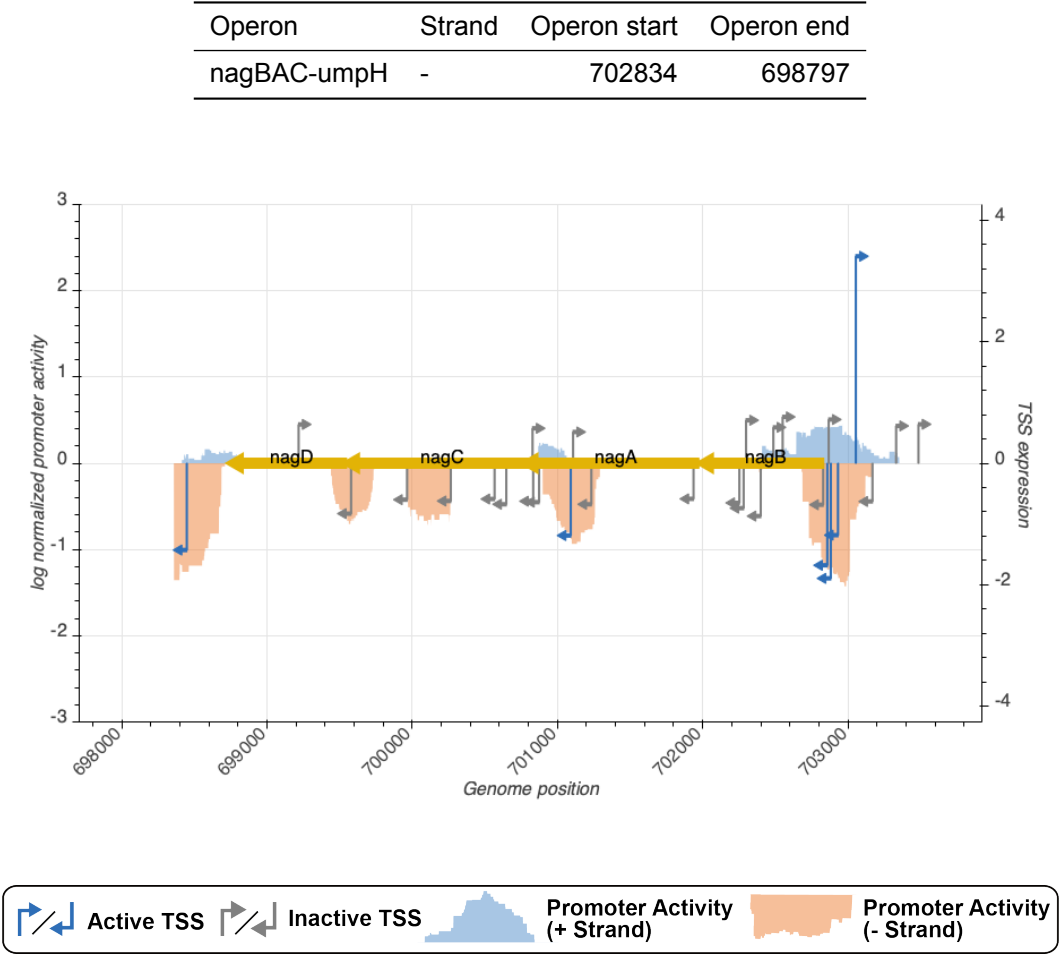 Operon Strand Operon start Operon end
nagBAC-umpH - 702834 698797
3
2
1
0
-1
-2
-3
log normalized promoter activity
nagD nagC nagA nagB
4
2
0
-2
-4
TSS expression
698000 699000 700000 701000 702000 703000
Genome position
Active TSS
Inactive TSS
Promoter Activity
(+ Strand)
Promoter Activity
(- Strand)